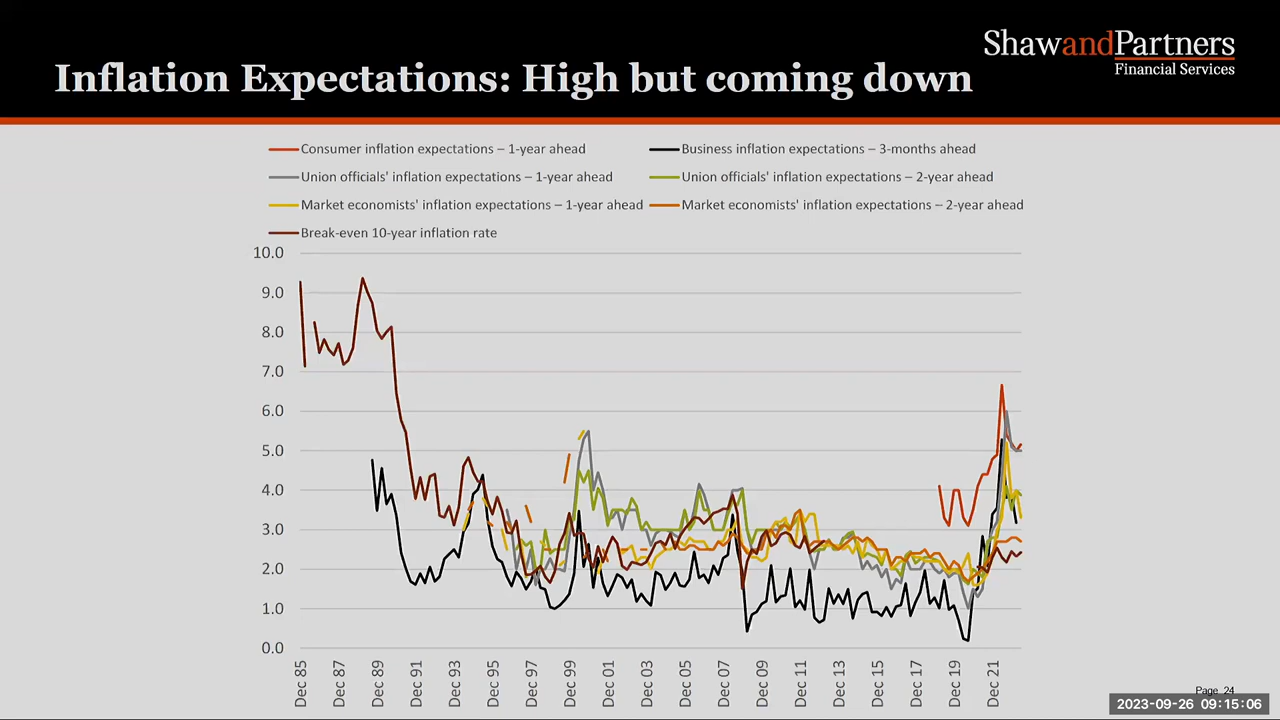 ShawandPartners
Financial Services
Inflation Expectations: High but coming down
Consumer inflation expectations – 1-year ahead
Business inflation expectations – 3-months ahead
Union officials' inflation expectations – 1-year ahead
Union officials' inflation expectations – 2-year ahead
Market economists' inflation expectations – 1-year ahead
Market economists' inflation expectations – 2-year ahead
Break-even 10-year inflation rate
10.0
9.0
8.0
7.0
6.0
5.0
4.0
3.0
2.0
1.0
0.0
Dec 85
Dec 87
Dec 89
Dec 91
Dec 93
Dec 95
Dec 97
Dec 99
Dec 01
Dec 03
Dec 05
Dec 07
Dec 09
Dec 11
Dec 13
Dec 15
Dec 17
Dec 19
Dec 21
Page 24
2023-09-26 09:15:06